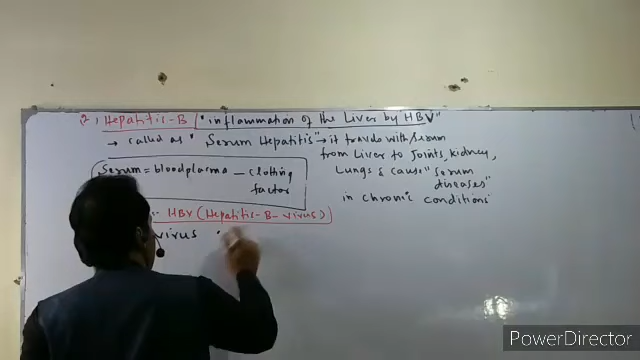 2, Hepatitis-B "inflammation of the Liver by HBV"
→ called as "Serum Hepatitis" → it travels with serum
from Liver to Joints, kidney,
Serum = bloodplasma - clotting
factor
Lungs & cause "serum
diseases"
in chronic conditions
HBV (Hepatitis-B-virus)
virus
PowerDirector